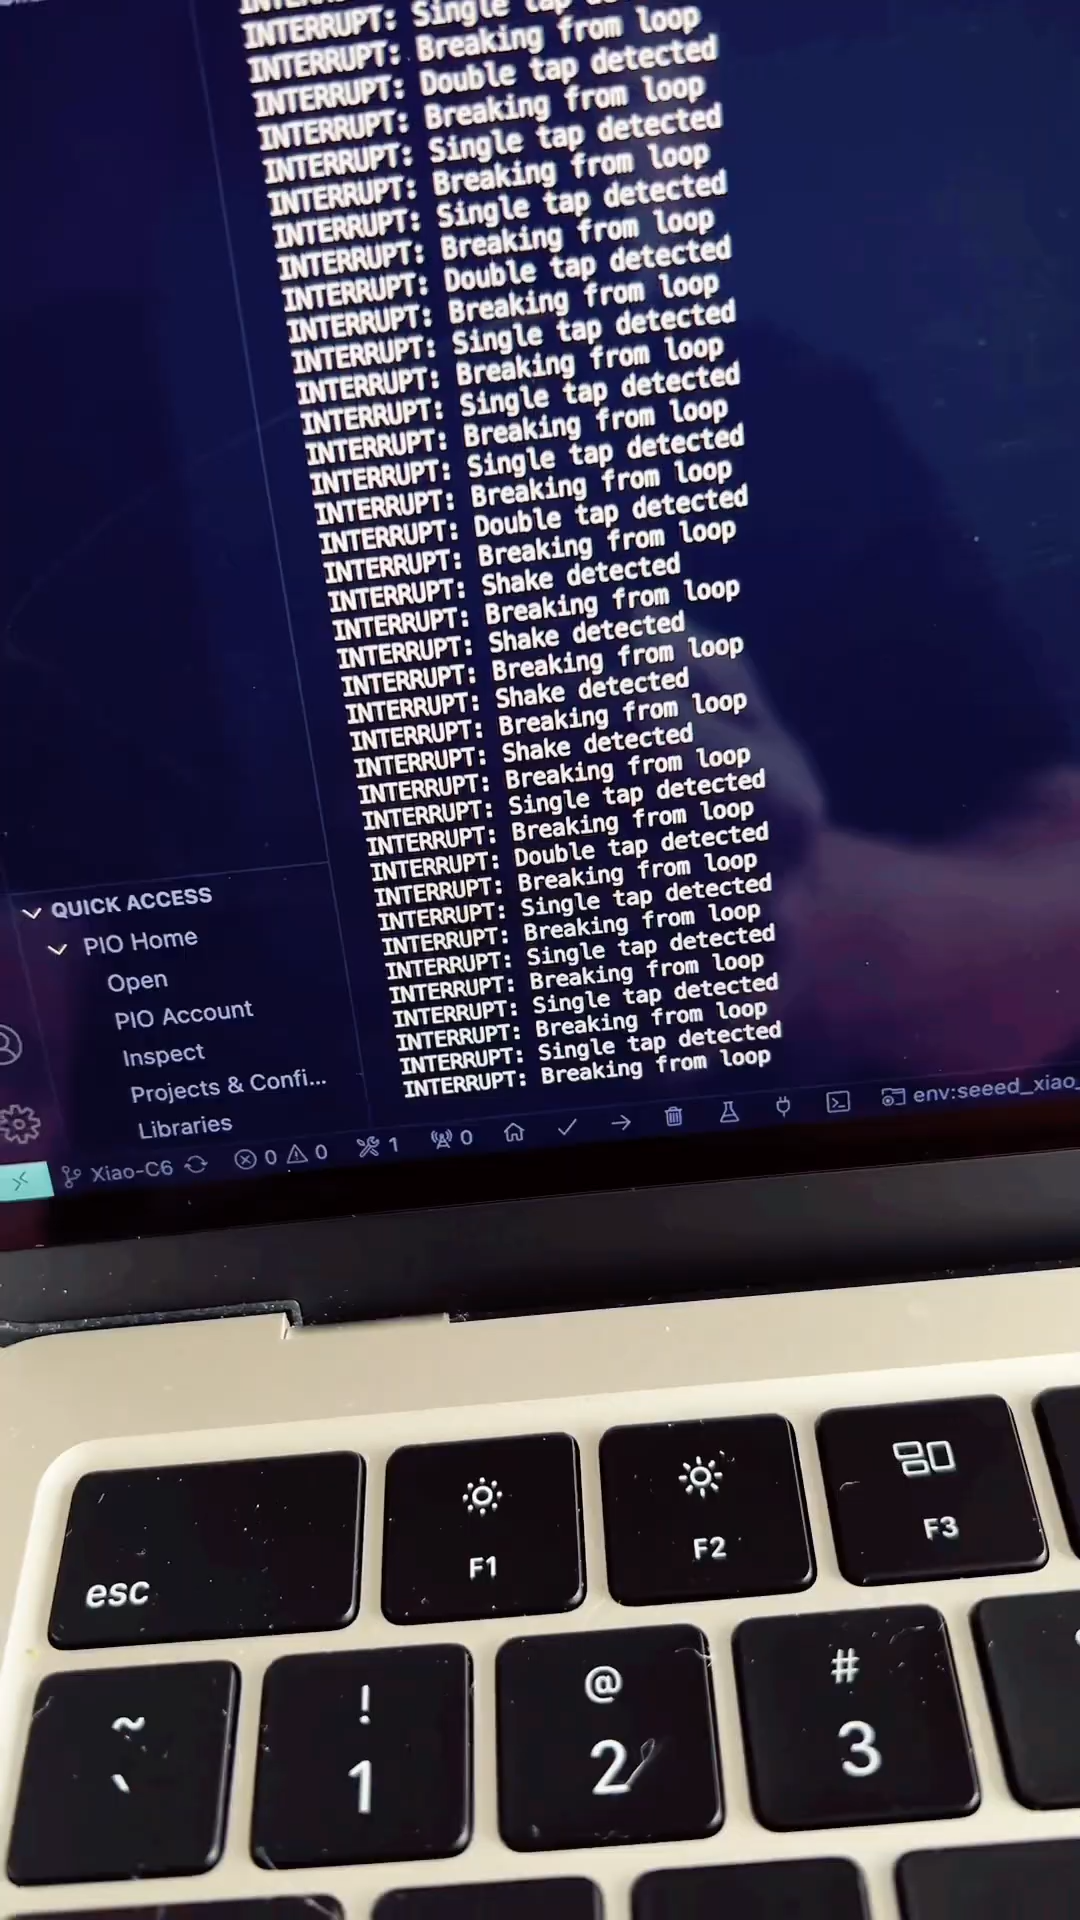 INTERRUPT: Single tap
INTERRUPT: Breaking from loop
INTERRUPT: Double tap detected
INTERRUPT: Breaking from loop
INTERRUPT: Single tap detected
INTERRUPT: Breaking from loop
INTERRUPT: Single tap detected
INTERRUPT: Breaking from loop
INTERRUPT: Double tap detected
INTERRUPT: Breaking from loop
INTERRUPT: Single tap detected
INTERRUPT: Breaking from loop
INTERRUPT: Single tap detected
INTERRUPT: Breaking from loop
INTERRUPT: Single tap detected
INTERRUPT: Breaking from loop
INTERRUPT: Double tap detected
INTERRUPT: Breaking from loop
INTERRUPT: Shake detected
INTERRUPT: Breaking from loop
INTERRUPT: Shake detected
INTERRUPT: Breaking from loop
INTERRUPT: Shake detected
INTERRUPT: Breaking from loop
INTERRUPT: Shake detected
INTERRUPT: Breaking from loop
INTERRUPT: Single tap detected
INTERRUPT: Breaking from loop
INTERRUPT: Double tap detected
INTERRUPT: Breaking from loop
INTERRUPT: Single tap detected
INTERRUPT: Breaking from loop
INTERRUPT: Single tap detected
INTERRUPT: Breaking from loop
INTERRUPT: Single tap detected
INTERRUPT: Breaking from loop
INTERRUPT: Single tap detected
INTERRUPT: Breaking from loop
QUICK ACCESS
PIO Home
Open
PIO Account
Inspect
Projects & Confi...
Libraries
Xiao-C6 0 0 1 0 env:seeed_xiao_
esc F1 F2 F3
~ ! @ #
` 1 2 3